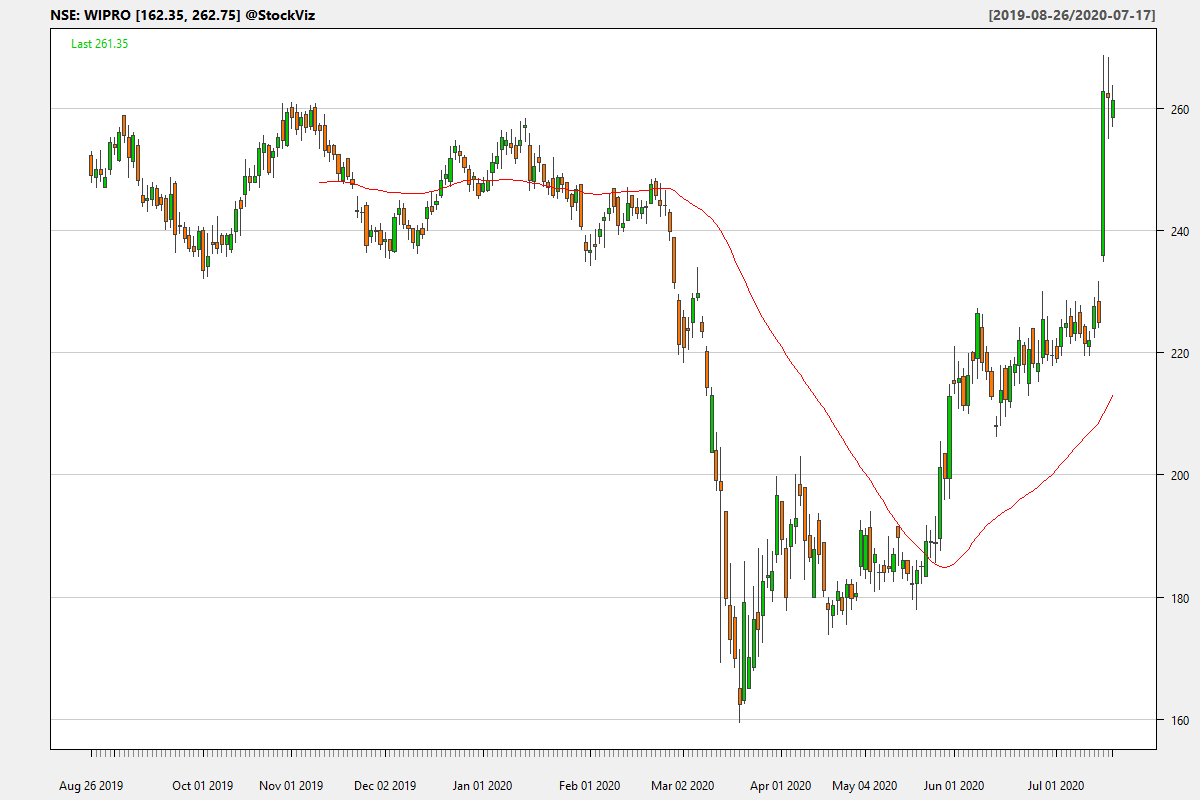 NSE: WIPRO [162.35, 262.75] @StockViz
[2019-08-26/2020-07-17]
Last 261.35
260
240
220
200
180
160
Aug 26 2019
Oct 01 2019
Nov 01 2019
Dec 02 2019
Jan 01 2020
Feb 01 2020
Mar 02 2020
Apr 01 2020
May 04 2020
Jun 01 2020
Jul 01 2020